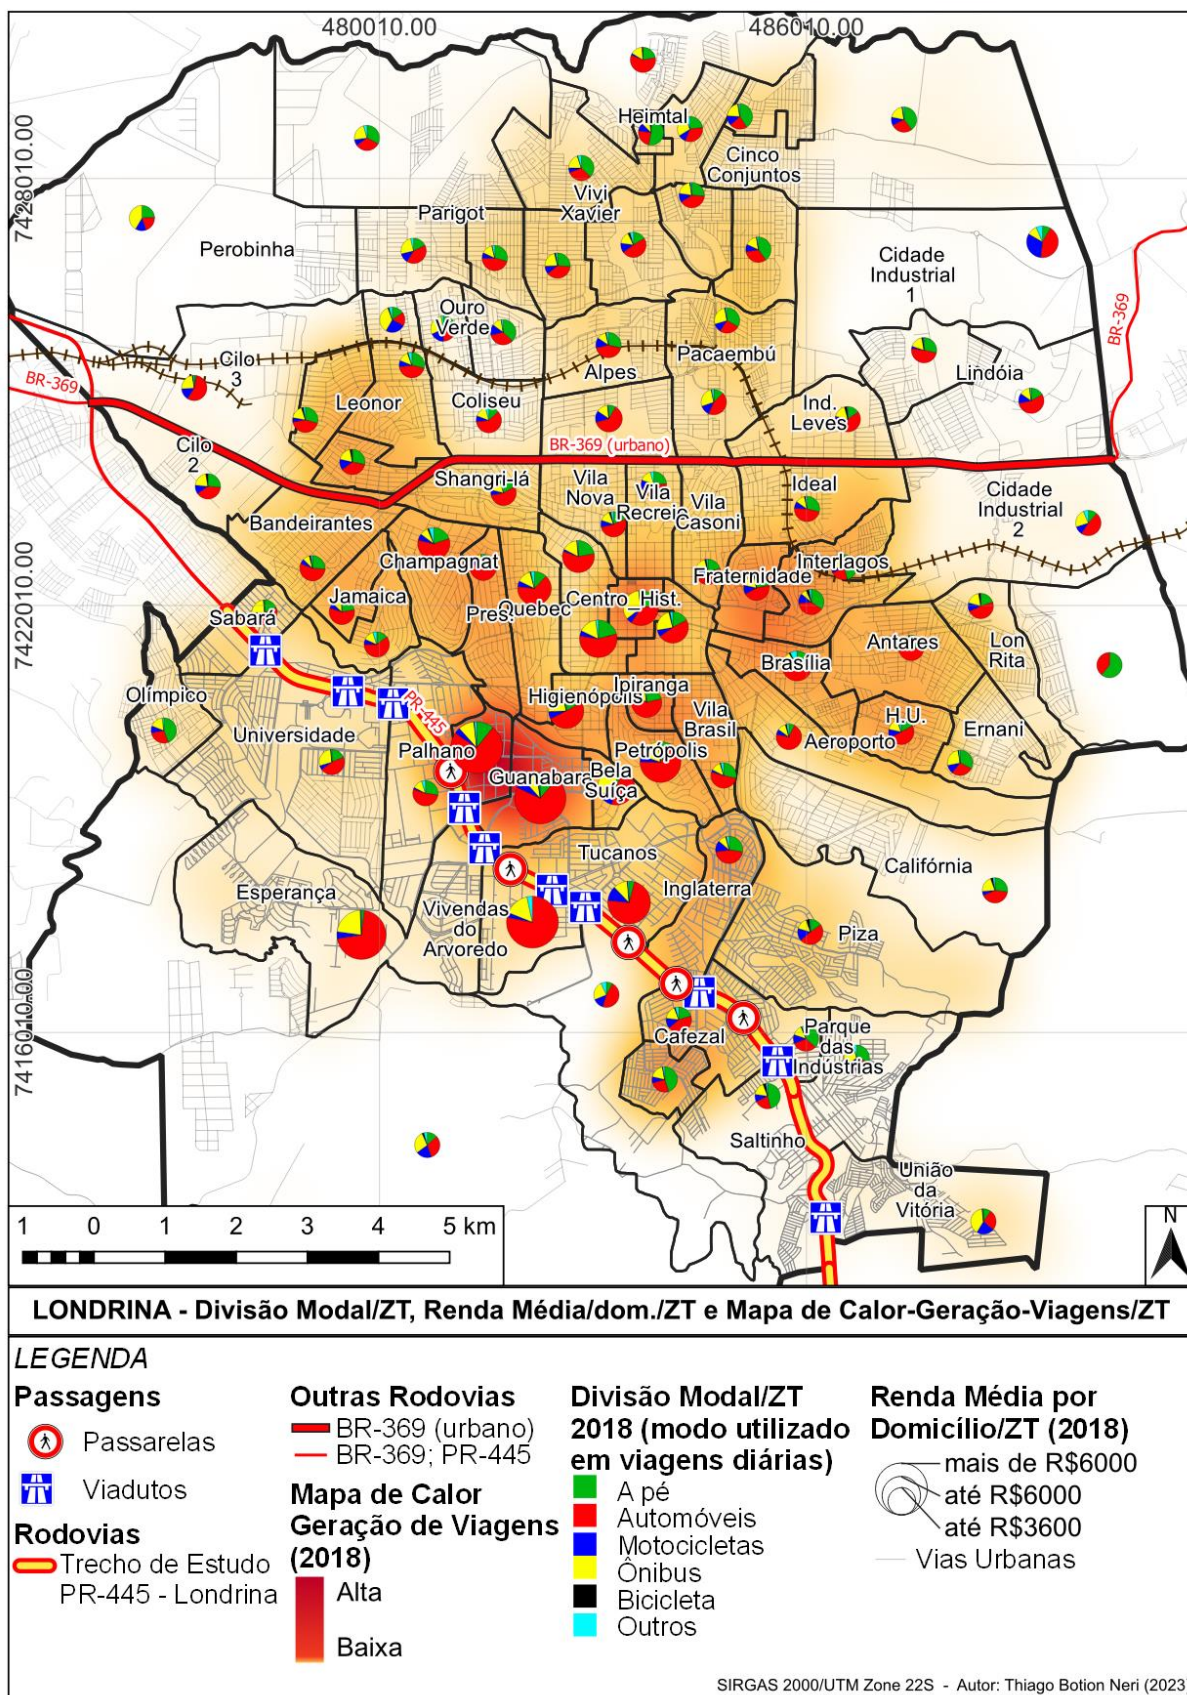 480010.00
486010.00
7428010.00
7422010.00
7416010.00
Heimtal
Cinco
Conjuntos
Vivi
Xavier
Parigot
Perobinha
Cidade
Industrial
1
BR-369
Ouro
Verde
Pacaembú
Cilo
3
Alpes
Lindóia
BR-369
Leonor
Coliseu
Ind.
Leves
BR-369 (urbano)
Cilo
2
Shangri-lá
Vila
Nova
Vila
Recreio
Vila
Casoni
Ideal
Cidade
Industrial
2
Bandeirantes
Champagnat
Fraternidade
Interlagos
Jamaica
Pres.
Quebec
Centro_Hist.
Sabará
Brasília
Antares
Lon
Rita
Olímpico
Higienópolis
Ipiranga
Vila
Brasil
H.U.
Ernani
PR-445
Universidade
Palhano
Petrópolis
Aeroporto
Guanabara
Bela
Suíça
Tucanos
Califórnia
Esperança
Inglaterra
Vivendas
do
Arvoredo
Piza
Cafezal
Parque
das
Indústrias
Saltinho
União
da
Vitória
1 0 1 2 3 4 5 km
N
LONDRINA - Divisão Modal/ZT, Renda Média/dom./ZT e Mapa de Calor-Geração-Viagens/ZT
LEGENDA
Passagens
Passarelas
Viadutos
Rodovias
Trecho de Estudo
PR-445 - Londrina
Outras Rodovias
BR-369 (urbano)
BR-369; PR-445
Mapa de Calor
Geração de Viagens
(2018)
Alta
Baixa
Divisão Modal/ZT
2018 (modo utilizado
em viagens diárias)
A pé
Automóveis
Motocicletas
Ônibus
Bicicleta
Outros
Renda Média por
Domicílio/ZT (2018)
mais de R$6000
até R$6000
até R$3600
Vias Urbanas
SIRGAS 2000/UTM Zone 22S - Autor: Thiago Botion Neri (2023)